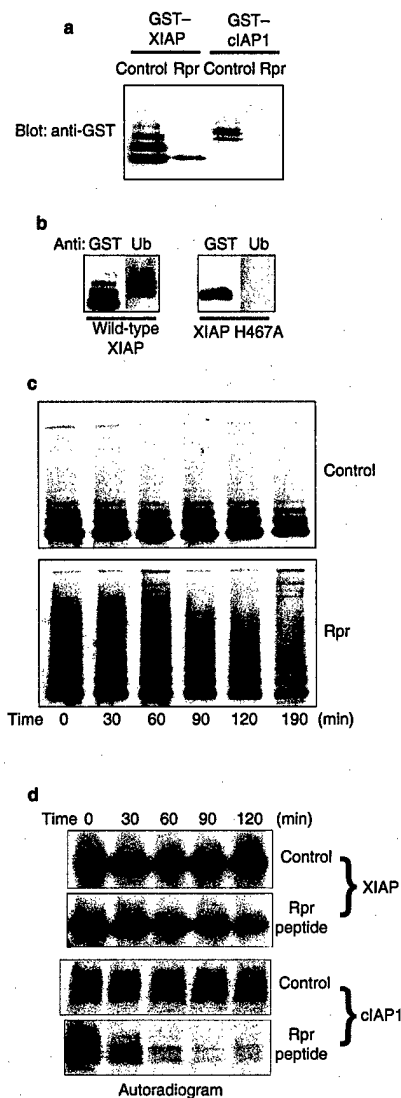 a
GST–XIAP GST–cIAP1
Control Rpr Control Rpr
Blot: anti-GST
b
Anti: GST Ub GST Ub
Wild-type XIAP XIAP H467A
c
Control
Rpr
Time 0 30 60 90 120 190 (min)
d
Time 0 30 60 90 120 (min)
Control
XIAP
Rpr peptide
Control
cIAP1
Rpr peptide
Autoradiogram